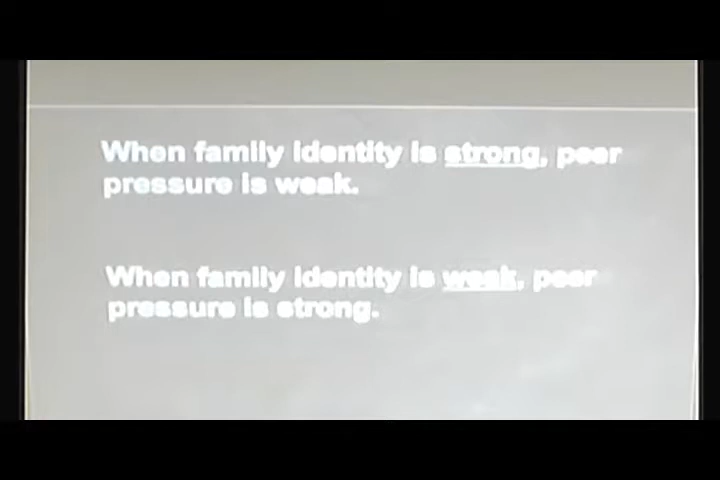 When family identity is strong, peer
pressure is weak.
When family identity is weak, peer
pressure is strong.